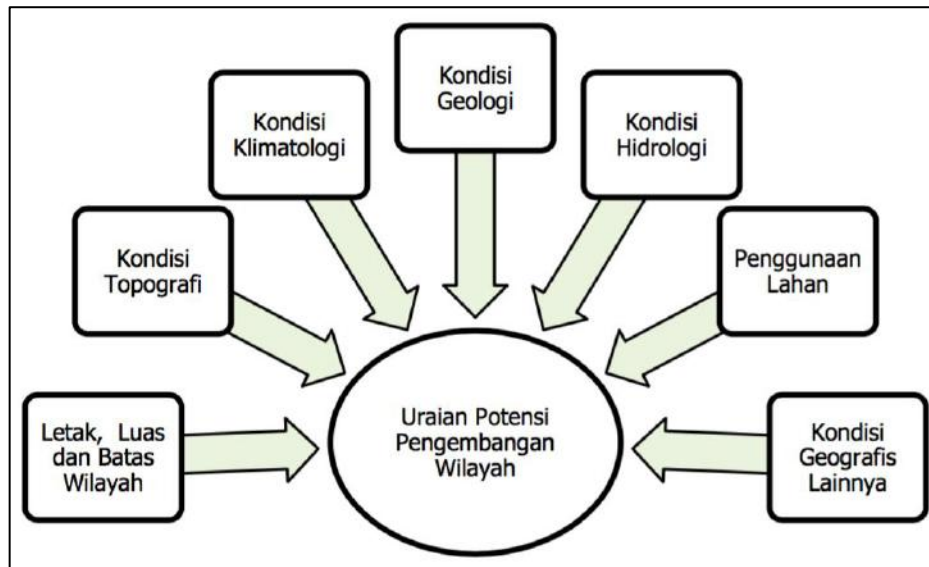 Kondisi
Geologi
Kondisi
Klimatologi
Kondisi
Hidrologi
Kondisi
Topografi
Penggunaan
Lahan
Letak, Luas
dan Batas
Wilayah
Uraian Potensi
Pengembangan
Wilayah
Kondisi
Geografis
Lainnya